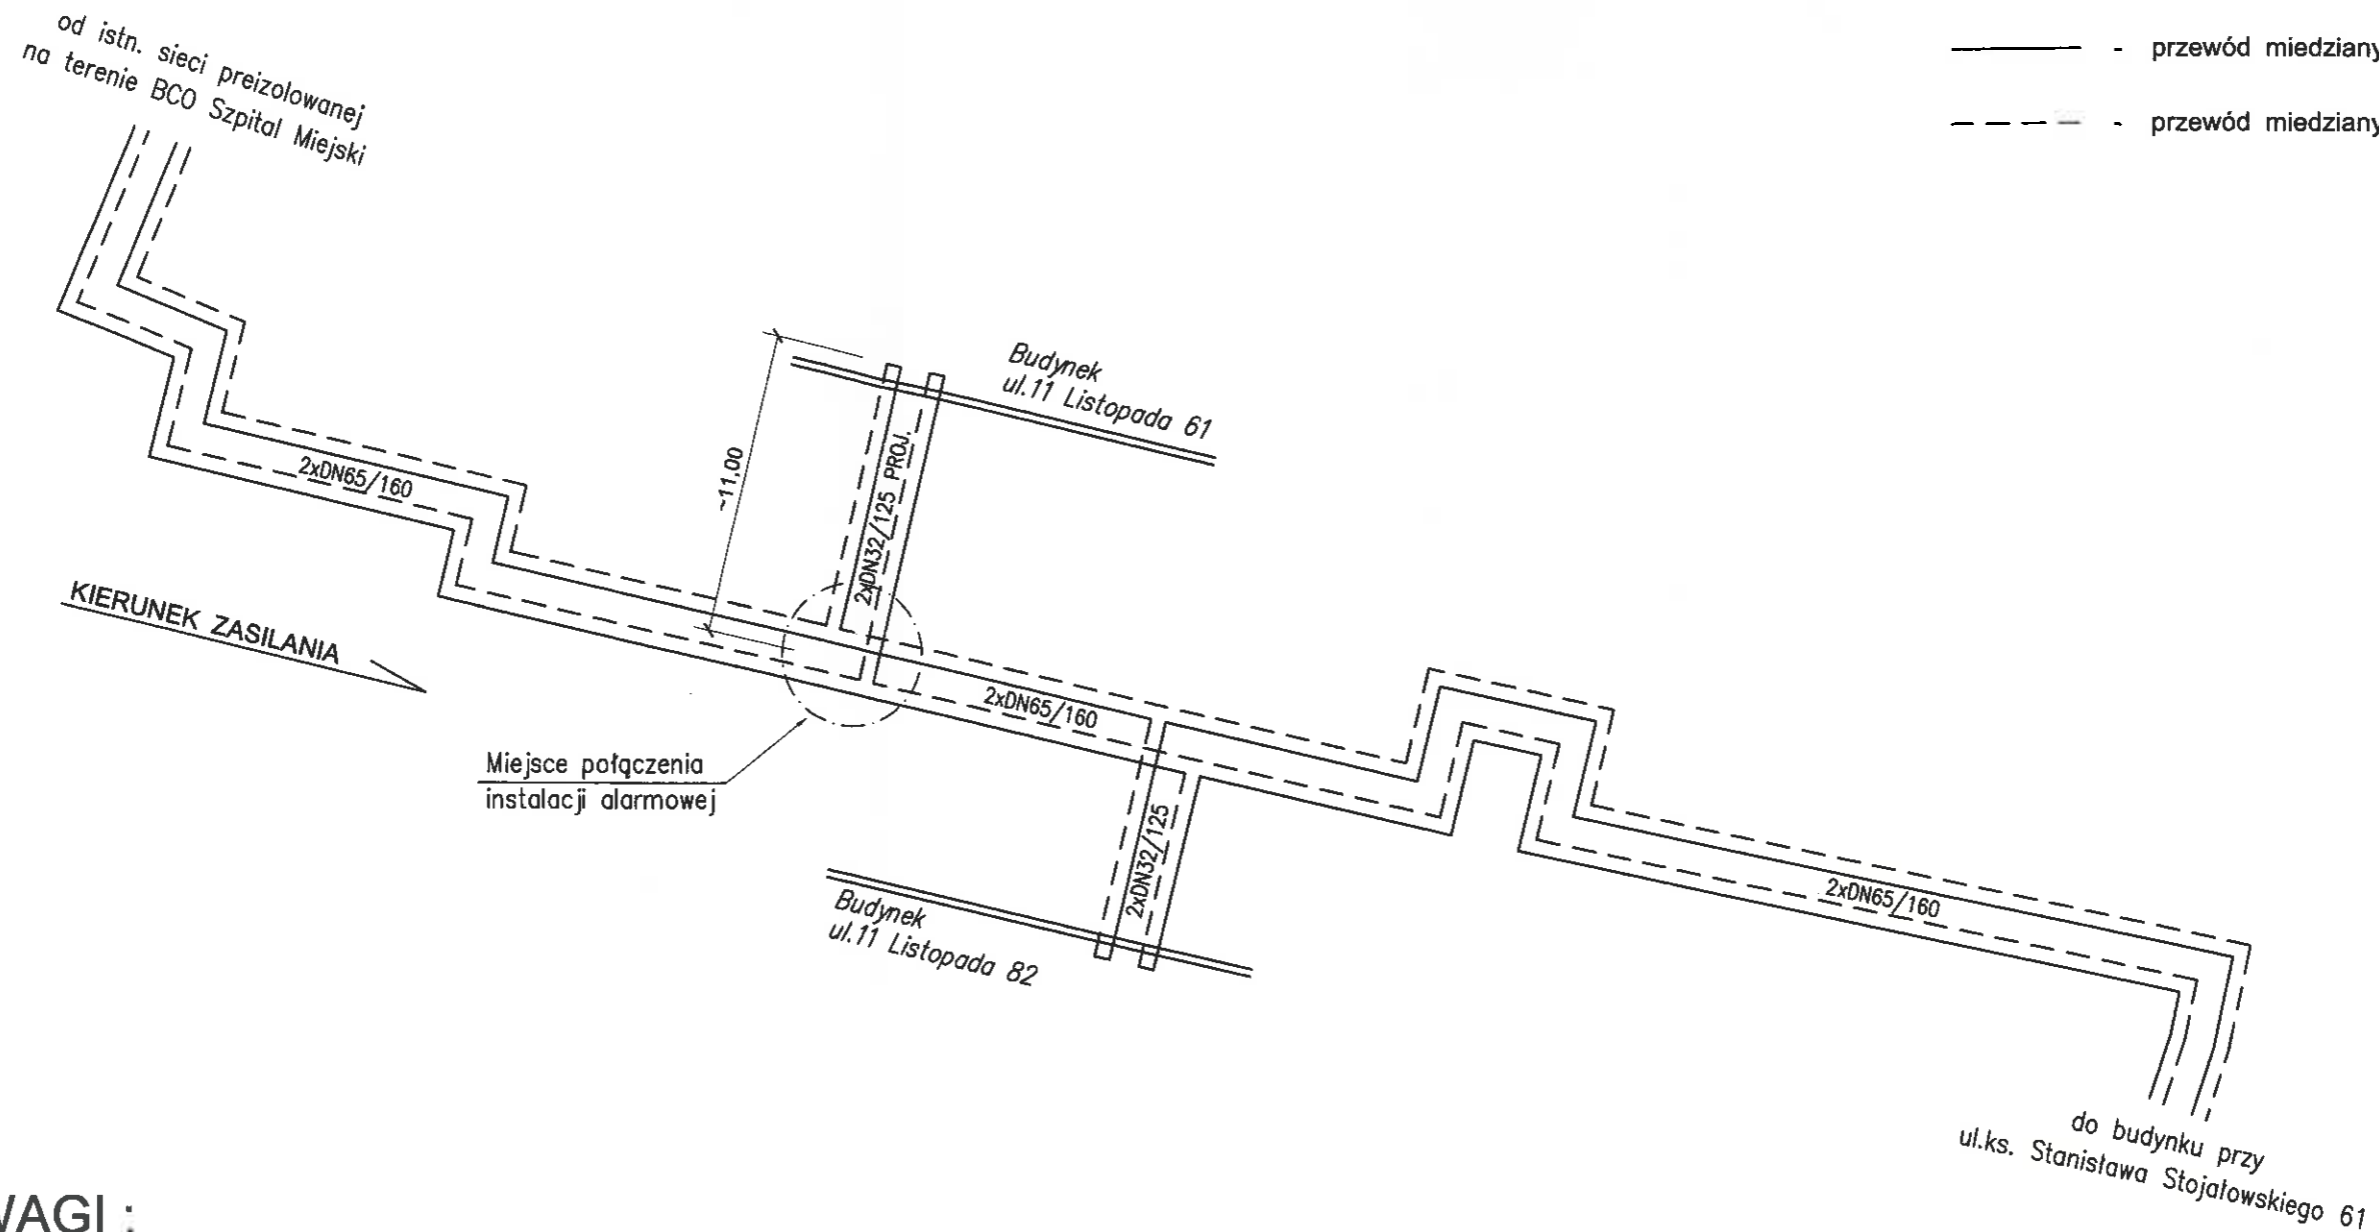 od istn. sieci preizolowanej
na terenie BCO Szpital Miejski
- przewód miedziany
- przewód miedziany
Budynek
ul.11 Listopada 61
~11,00
2xDN32/125 PROJ.
2xDN65/160
KIERUNEK ZASILANIA
2xDN65/160
Miejsce połączenia
instalacji alarmowej
2xDN32/125
Budynek
ul.11 Listopada 82
2xDN65/160
do budynku przy
ul.ks. Stanisława Stojałowskiego 61
WAGI :